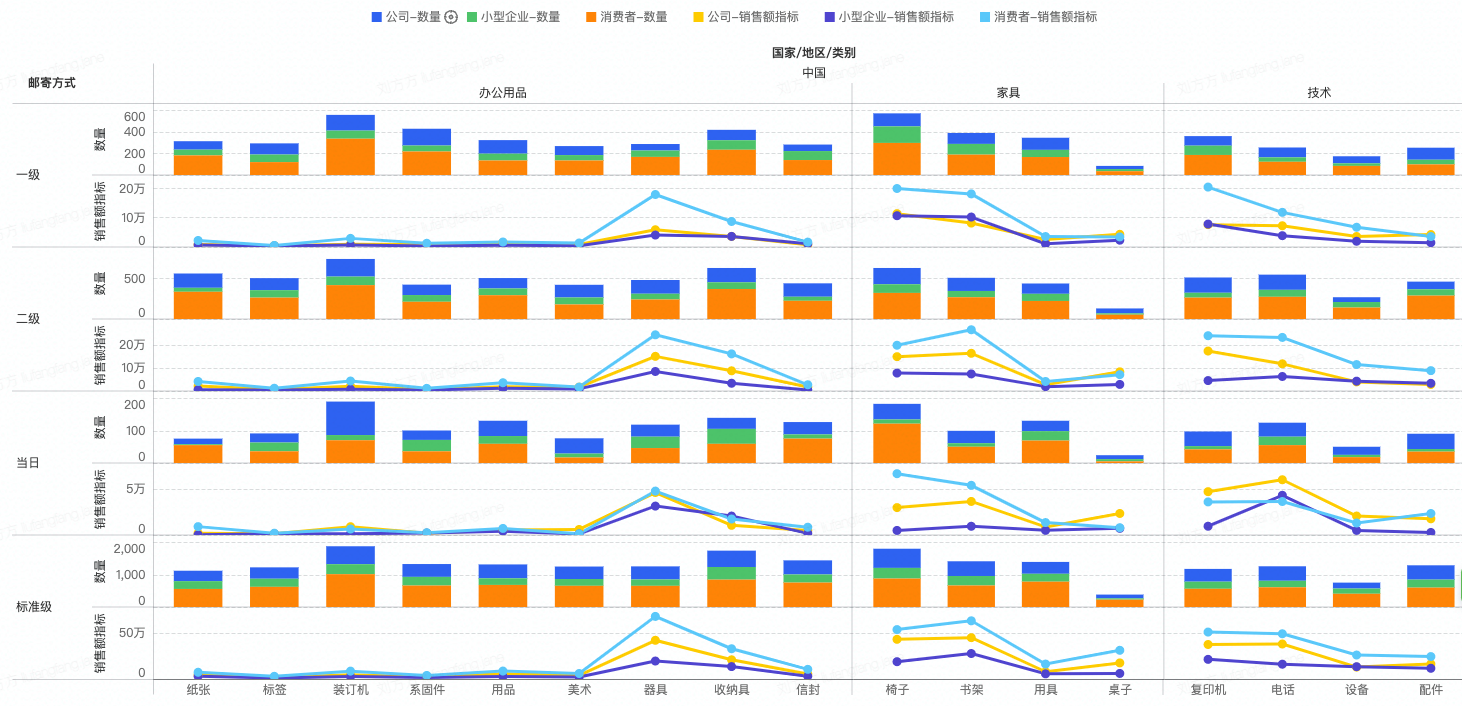 公司-数量 小型企业-数量 消费者-数量 公司-销售额指标 小型企业-销售额指标 消费者-销售额指标
国家/地区/类别
邮寄方式
中国
办公用品 家具 技术
一级
数量
600
400
200
0
销售额指标
20万
10万
0
二级
数量
500
0
销售额指标
20万
10万
0
当日
数量
200
100
0
销售额指标
5万
0
标准级
数量
2,000
1,000
0
销售额指标
50万
0
纸张 标签 装订机 系固件 用品 美术 器具 收纳具 信封 椅子 书架 用具 桌子 复印机 电话 设备 配件